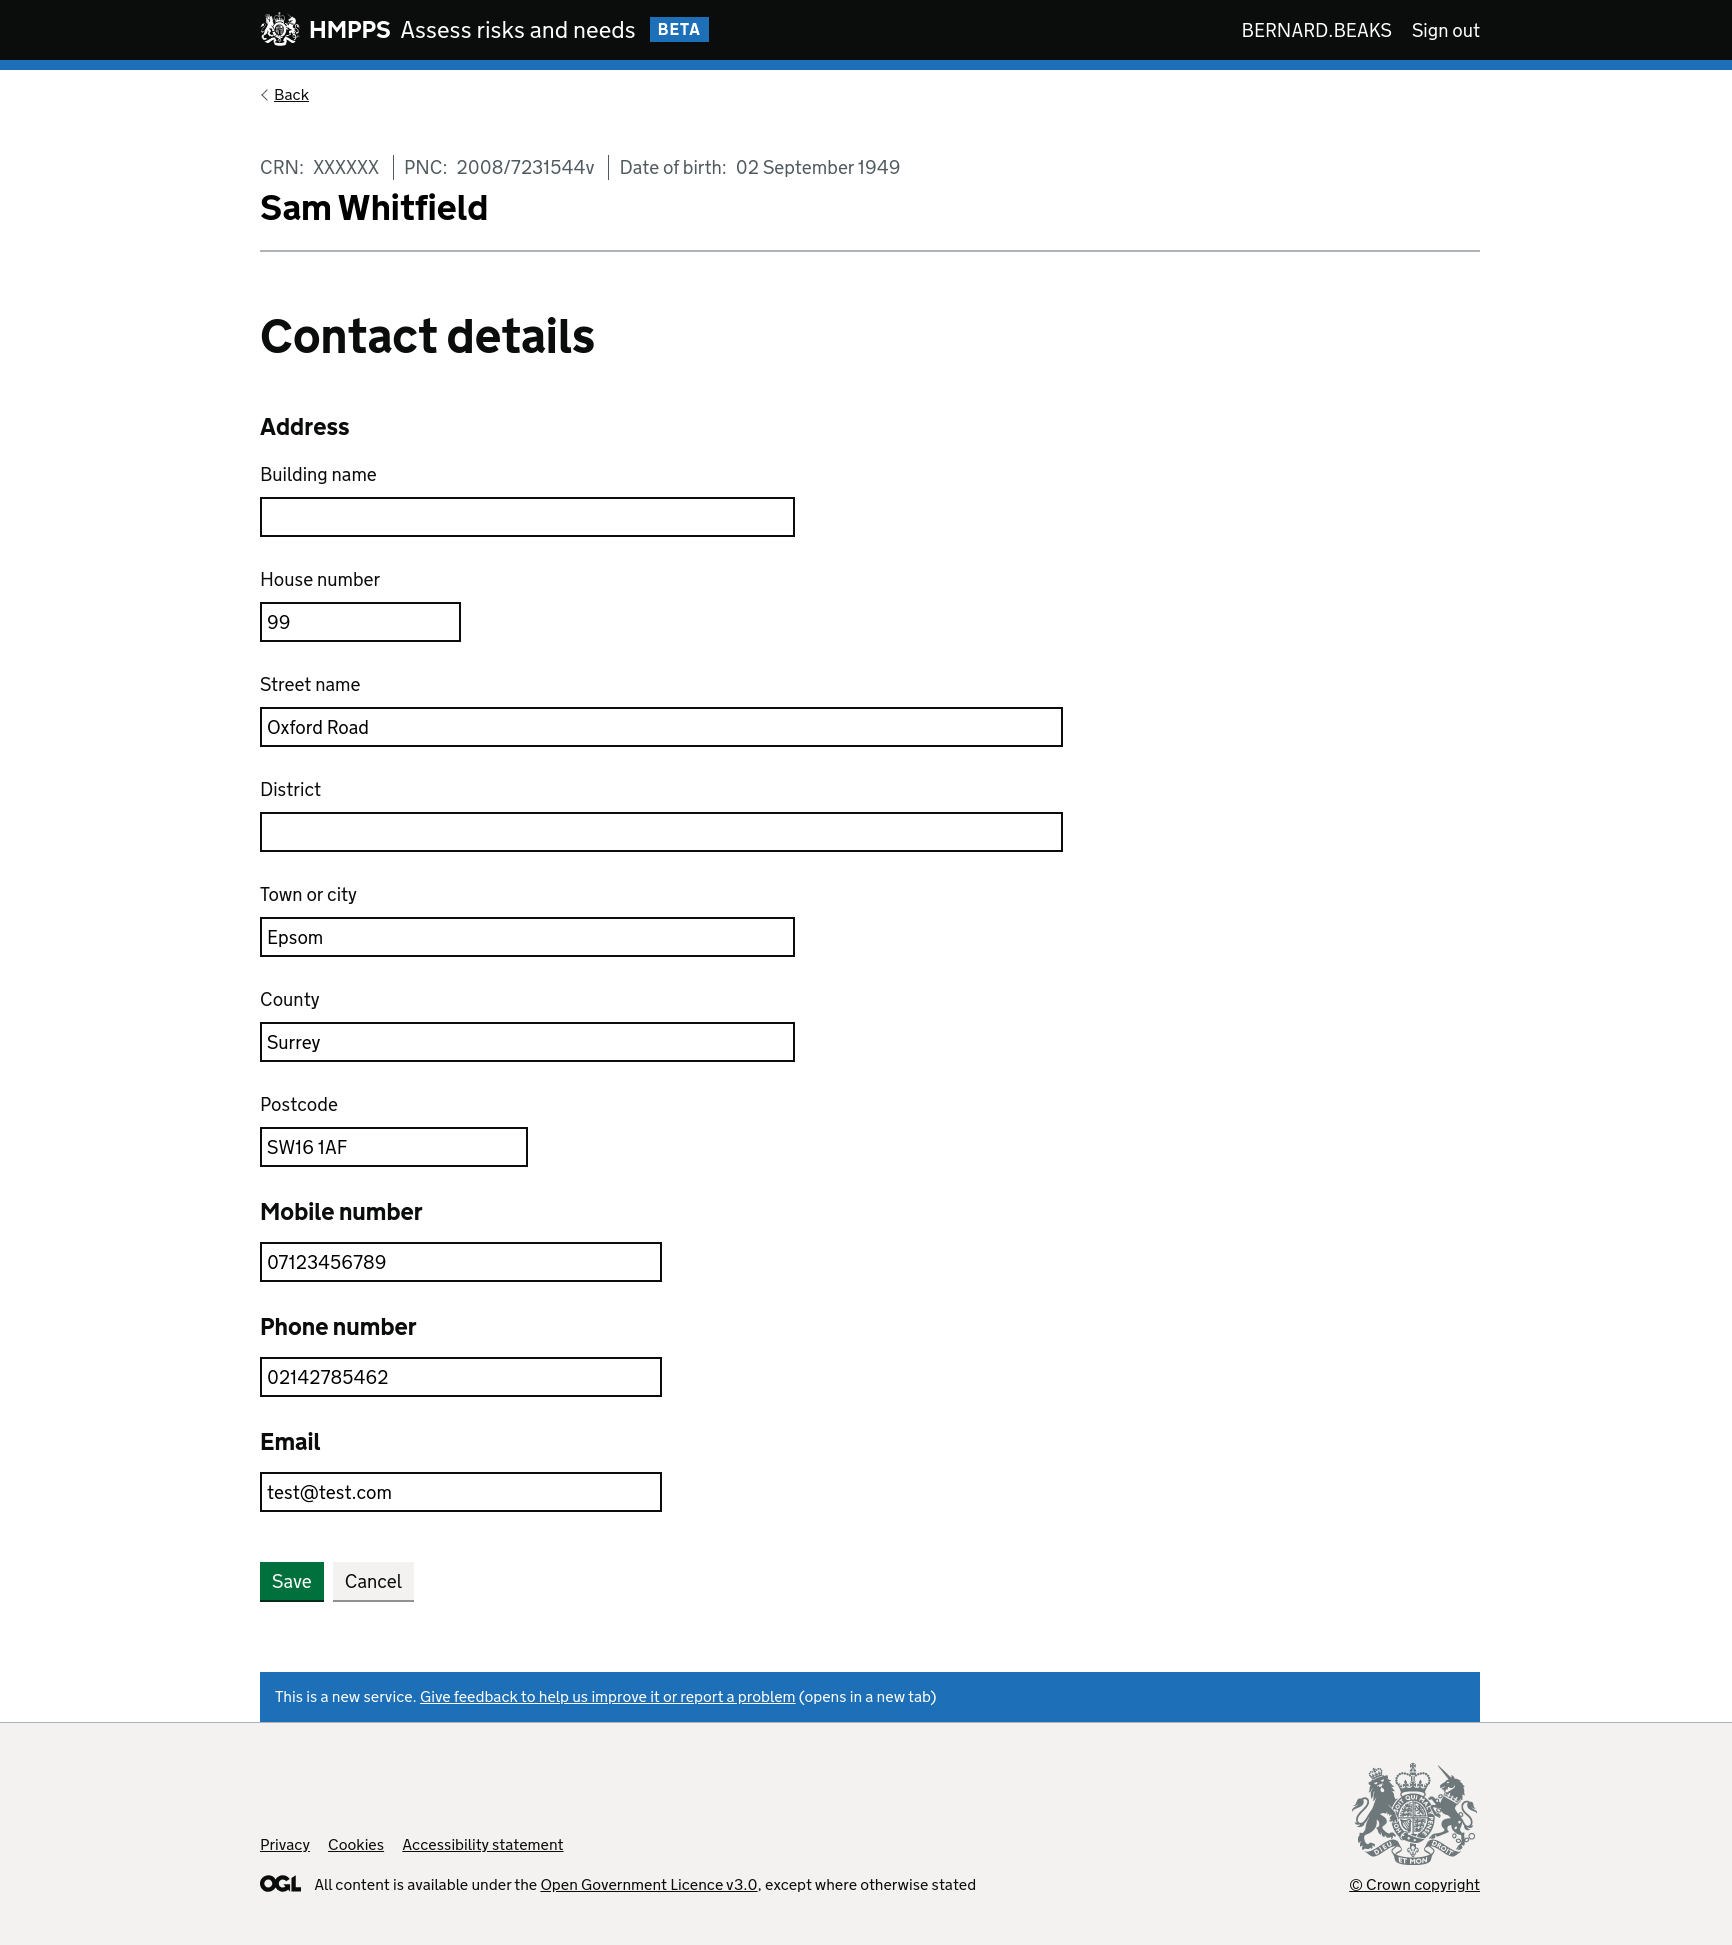 HMPPS Assess risks and needs BETA BERNARD.BEAKS Sign out
Back
CRN: XXXXXX PNC: 2008/7231544v Date of birth: 02 September 1949
Sam Whitfield
Contact details
Address
Building name
House number
99
Street name
Oxford Road
District
Town or city
Epsom
County
Surrey
Postcode
SW16 1AF
Mobile number
07123456789
Phone number
02142785462
Email
test@test.com
Save Cancel
This is a new service. Give feedback to help us improve it or report a problem (opens in a new tab)
Privacy Cookies Accessibility statement
OGL All content is available under the Open Government Licence v3.0, except where otherwise stated
© Crown copyright